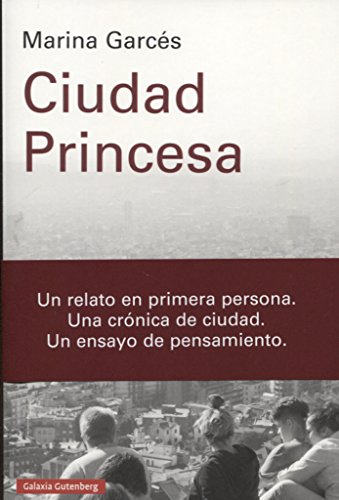 Marina Garcés
Ciudad
Princesa
Un relato en primera persona.
Una crónica de ciudad.
Un ensayo de pensamiento.
Galaxia Gutenberg